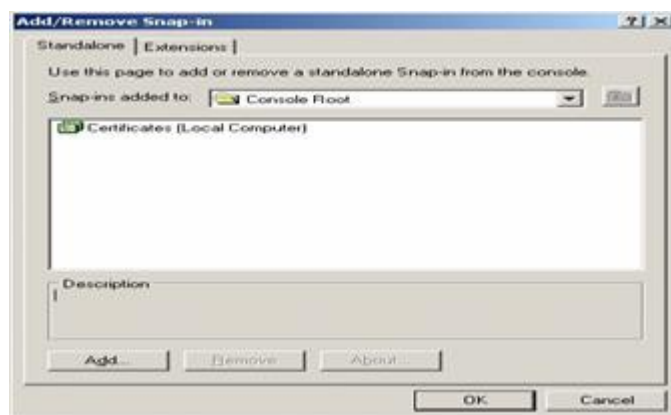 Add/Remove Snap-in
Standalone Extensions
Use this page to add or remove a standalone Snap-in from the console.
Snap-ins added to: Console Root
Certificates (Local Computer)
Description
Add... Remove About...
OK Cancel